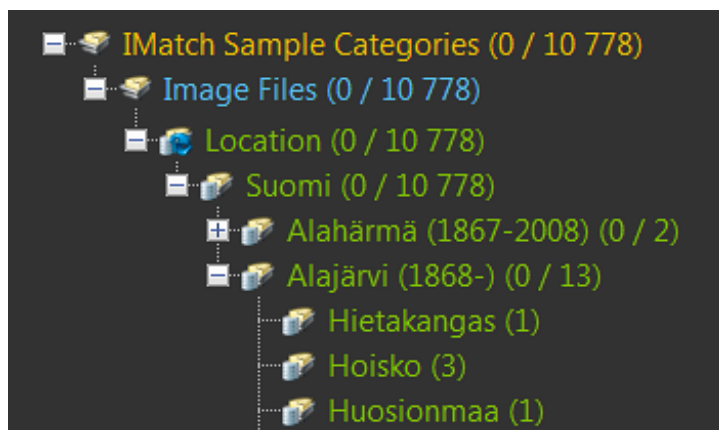 IMatch Sample Categories (0 / 10 778)
Image Files (0 / 10 778)
Location (0 / 10 778)
Suomi (0 / 10 778)
Alahärmä (1867-2008) (0 / 2)
Alajärvi (1868-) (0 / 13)
Hietakangas (1)
Hoisko (3)
Huosionmaa (1)